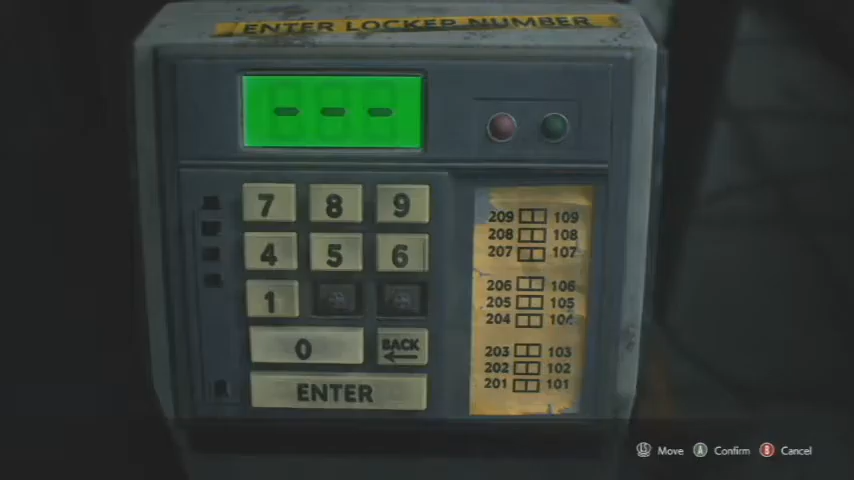 ENTER LOCKER NUMBER
- - -
7 8 9
4 5 6
1
0 BACK
ENTER
209 109
208 108
207 107
206 106
205 105
204 104
203 103
202 102
201 101
LS Move A Confirm B Cancel